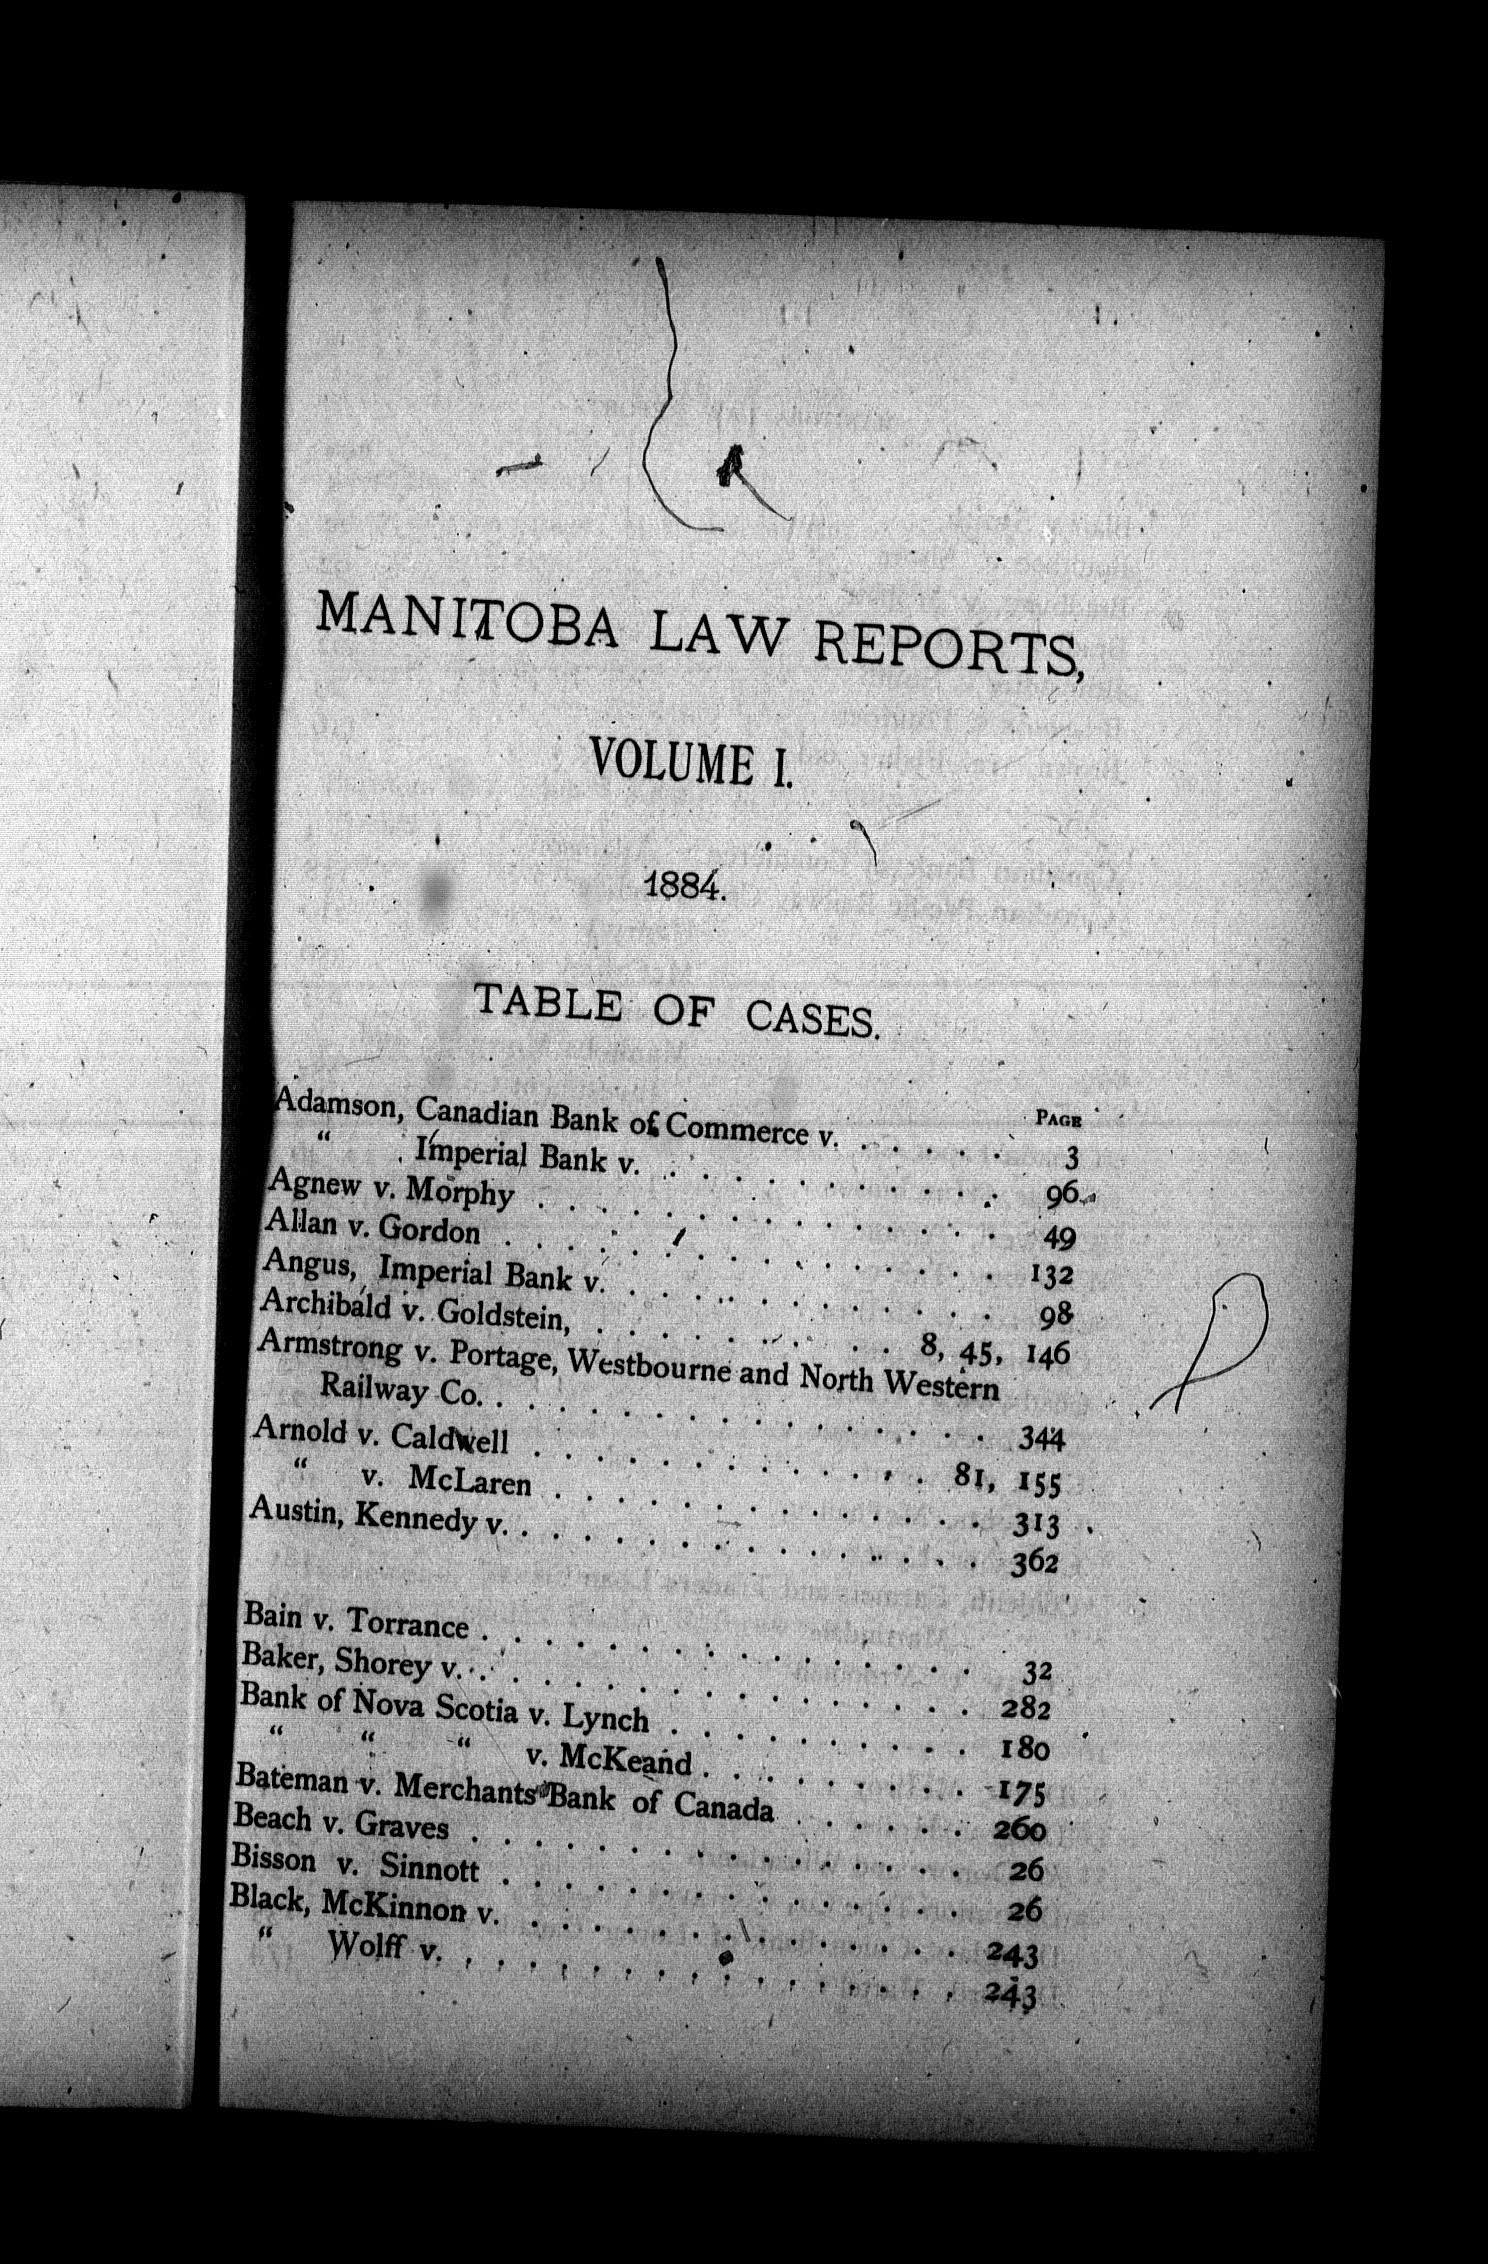 MANITOBA LAW REPORTS,
VOLUME I.
1884.
TABLE OF CASES.
PAGE
Adamson, Canadian Bank of Commerce v. . . . . . 3
“ Imperial Bank v. . . . . . . . . . . . 96
Agnew v. Morphy . . . . . . . . . . . . . . . 49
Allan v. Gordon . . . . . . . . . . . . . . . . 132
Angus, Imperial Bank v. . . . . . . . . . . . . 98
Archibald v. Goldstein, . . . . . . . . . . 8, 45, 146
Armstrong v. Portage, Westbourne and North Western
Railway Co. . . . . . . . . . . . . . . . . 344
Arnold v. Caldwell . . . . . . . . . . . . . 81, 155
“ v. McLaren . . . . . . . . . . . . . . 313
Austin, Kennedy v. . . . . . . . . . . . . . . . 362
Bain v. Torrance . . . . . . . . . . . . . . . . 32
Baker, Shorey v. . . . . . . . . . . . . . . . . 282
Bank of Nova Scotia v. Lynch . . . . . . . . . . 180
“ “ “ v. McKeand . . . . . . . . . 175
Bateman v. Merchants Bank of Canada . . . . . . 260
Beach v. Graves . . . . . . . . . . . . . . . . 26
Bisson v. Sinnott . . . . . . . . . . . . . . . 26
Black, McKinnon v. . . . . . . . . . . . . . . . 243
“ Wolff v. . . . . . . . . . . . . . . . . . 243